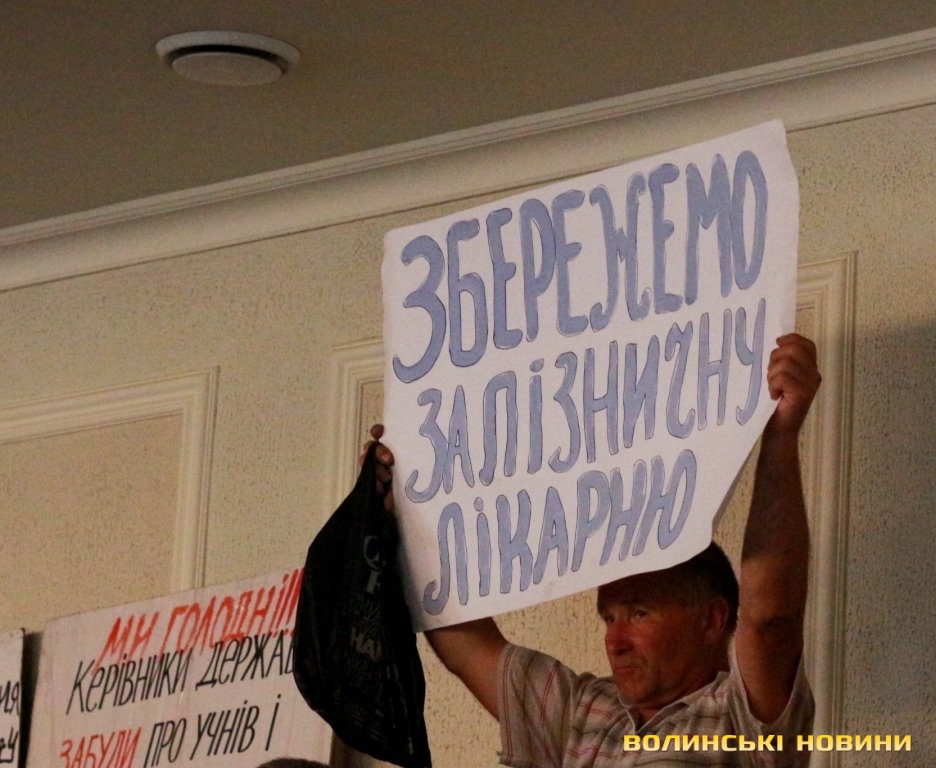 ЗБЕРЕЖЕМО
ЗАЛІЗНИЧНУ
ЛІКАРНЮ
МИ ГОЛОДНІ!
КЕРІВНИКИ ДЕРЖАВ
ЗАБУЛИ ПРО УЧНІВ І
ВОЛИНСЬКІ НОВИНИ